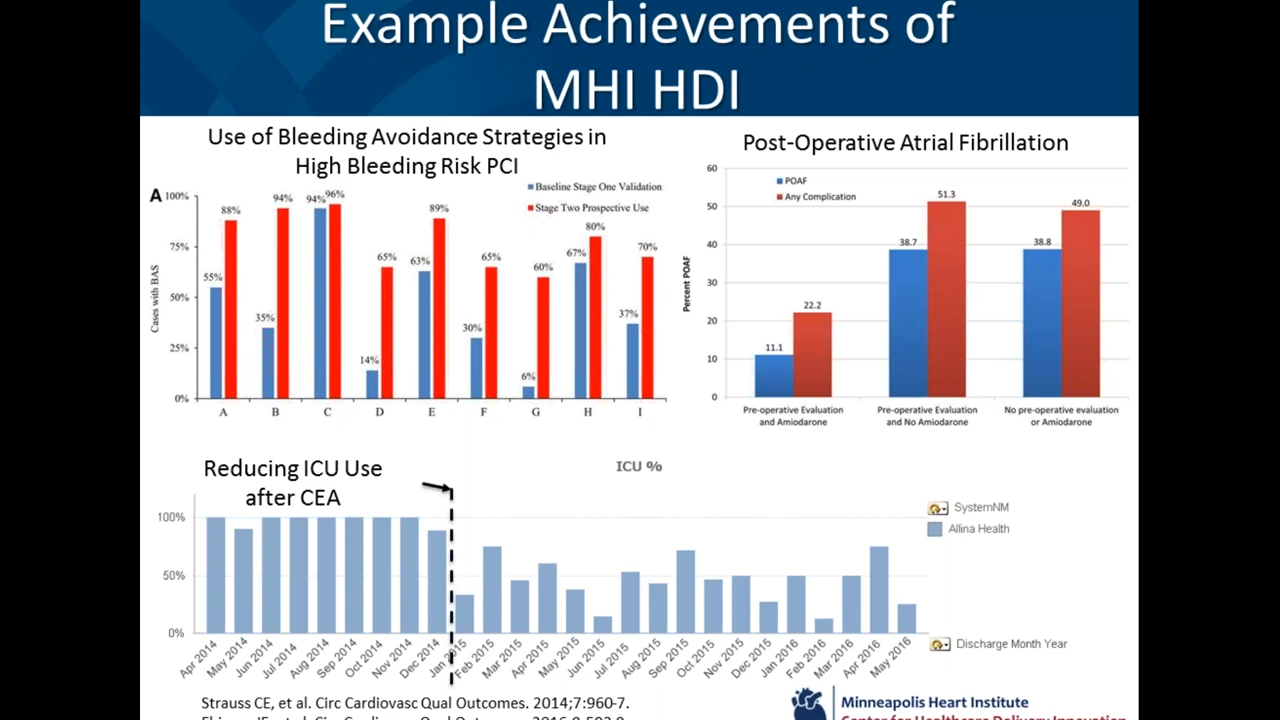 Example Achievements of
MHI HDI
Use of Bleeding Avoidance Strategies in
High Bleeding Risk PCI
A
Baseline Stage One Validation
Stage Two Prospective Use
Cases with BAS
100%
75%
50%
25%
0%
55% 88% 35% 94% 94% 96% 14% 65% 63% 89% 30% 65% 6% 60% 67% 80% 37% 70%
A B C D E F G H I
Post-Operative Atrial Fibrillation
POAF
Any Complication
Percent POAF
60
50
40
30
20
10
0
11.1 22.2 38.7 51.3 38.8 49.0
Pre-operative Evaluation
and Amiodarone
Pre-operative Evaluation
and No Amiodarone
No pre-operative evaluation
or Amiodarone
Reducing ICU Use
after CEA
ICU %
100%
50%
0%
Apr 2014 May 2014 Jun 2014 Jul 2014 Aug 2014 Sep 2014 Oct 2014 Nov 2014 Dec 2014 Jan 2015 Feb 2015 Mar 2015 Apr 2015 May 2015 Jun 2015 Jul 2015 Aug 2015 Sep 2015 Oct 2015 Nov 2015 Dec 2015 Jan 2016 Feb 2016 Mar 2016 Apr 2016 May 2016
SystemNM
Allina Health
Discharge Month Year
Strauss CE, et al. Circ Cardiovasc Qual Outcomes. 2014;7:960-7.
Minneapolis Heart Institute
Center for Healthcare Delivery Innovation